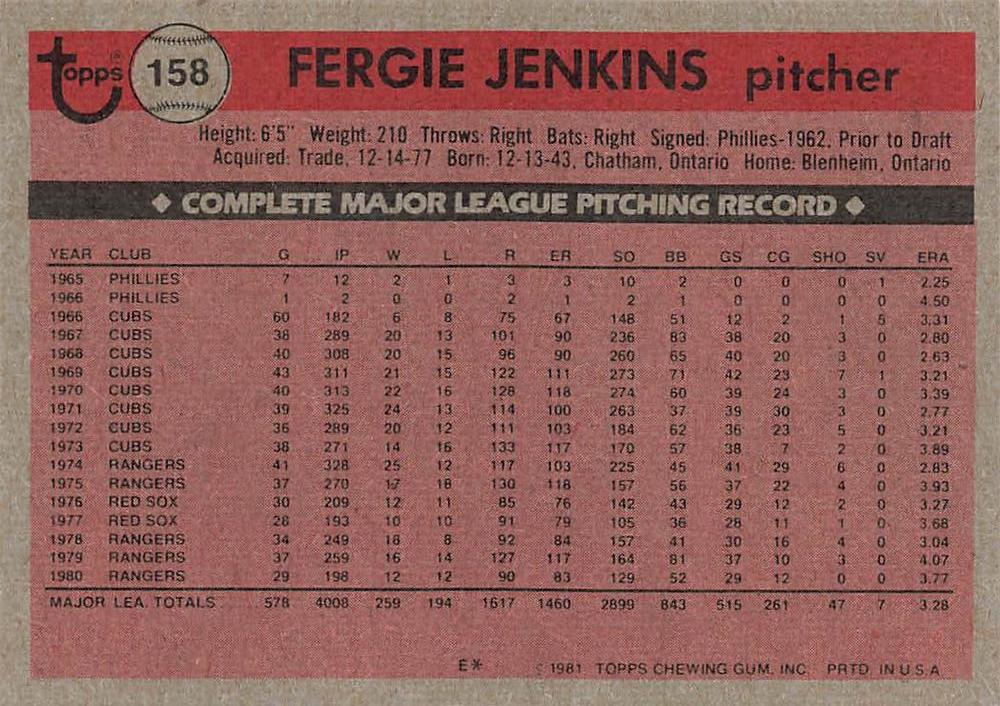 Topps® 158 FERGIE JENKINS pitcher
Height: 6'5" Weight: 210 Throws: Right Bats: Right Signed: Phillies-1962, Prior to Draft
Acquired: Trade, 12-14-77 Born: 12-13-43, Chatham, Ontario Home: Blenheim, Ontario
◆ COMPLETE MAJOR LEAGUE PITCHING RECORD ◆
YEAR CLUB G IP W L R ER SO BB GS CG SHO SV ERA
1965 PHILLIES 7 12 2 1 3 3 10 2 0 0 0 1 2.25
1966 PHILLIES 1 2 0 0 2 1 2 1 0 0 0 0 4.50
1966 CUBS 60 182 6 8 75 67 148 51 12 2 1 5 3.31
1967 CUBS 38 289 20 13 101 90 236 83 38 20 3 0 2.80
1968 CUBS 40 308 20 15 96 90 260 65 40 20 3 0 2.63
1969 CUBS 43 311 21 15 122 111 273 71 42 23 7 1 3.21
1970 CUBS 40 313 22 16 128 118 274 60 39 24 3 0 3.39
1971 CUBS 39 325 24 13 114 100 263 37 39 30 3 0 2.77
1972 CUBS 36 289 20 12 111 103 184 62 36 23 5 0 3.21
1973 CUBS 38 271 14 16 133 117 170 57 38 7 2 0 3.89
1974 RANGERS 41 328 25 12 117 103 225 45 41 29 6 0 2.83
1975 RANGERS 37 270 17 18 130 118 157 56 37 22 4 0 3.93
1976 RED SOX 30 209 12 11 85 76 142 43 29 12 2 0 3.27
1977 RED SOX 28 193 10 10 91 79 105 36 28 11 1 0 3.68
1978 RANGERS 34 249 18 8 92 84 157 41 30 16 4 0 3.04
1979 RANGERS 37 259 16 14 127 117 164 81 37 10 3 0 4.07
1980 RANGERS 29 198 12 12 90 83 129 52 29 12 0 0 3.77
MAJOR LEA. TOTALS 578 4008 259 194 1617 1460 2899 843 515 261 47 7 3.28
E* © 1981 TOPPS CHEWING GUM, INC. PRTD. IN U.S.A.